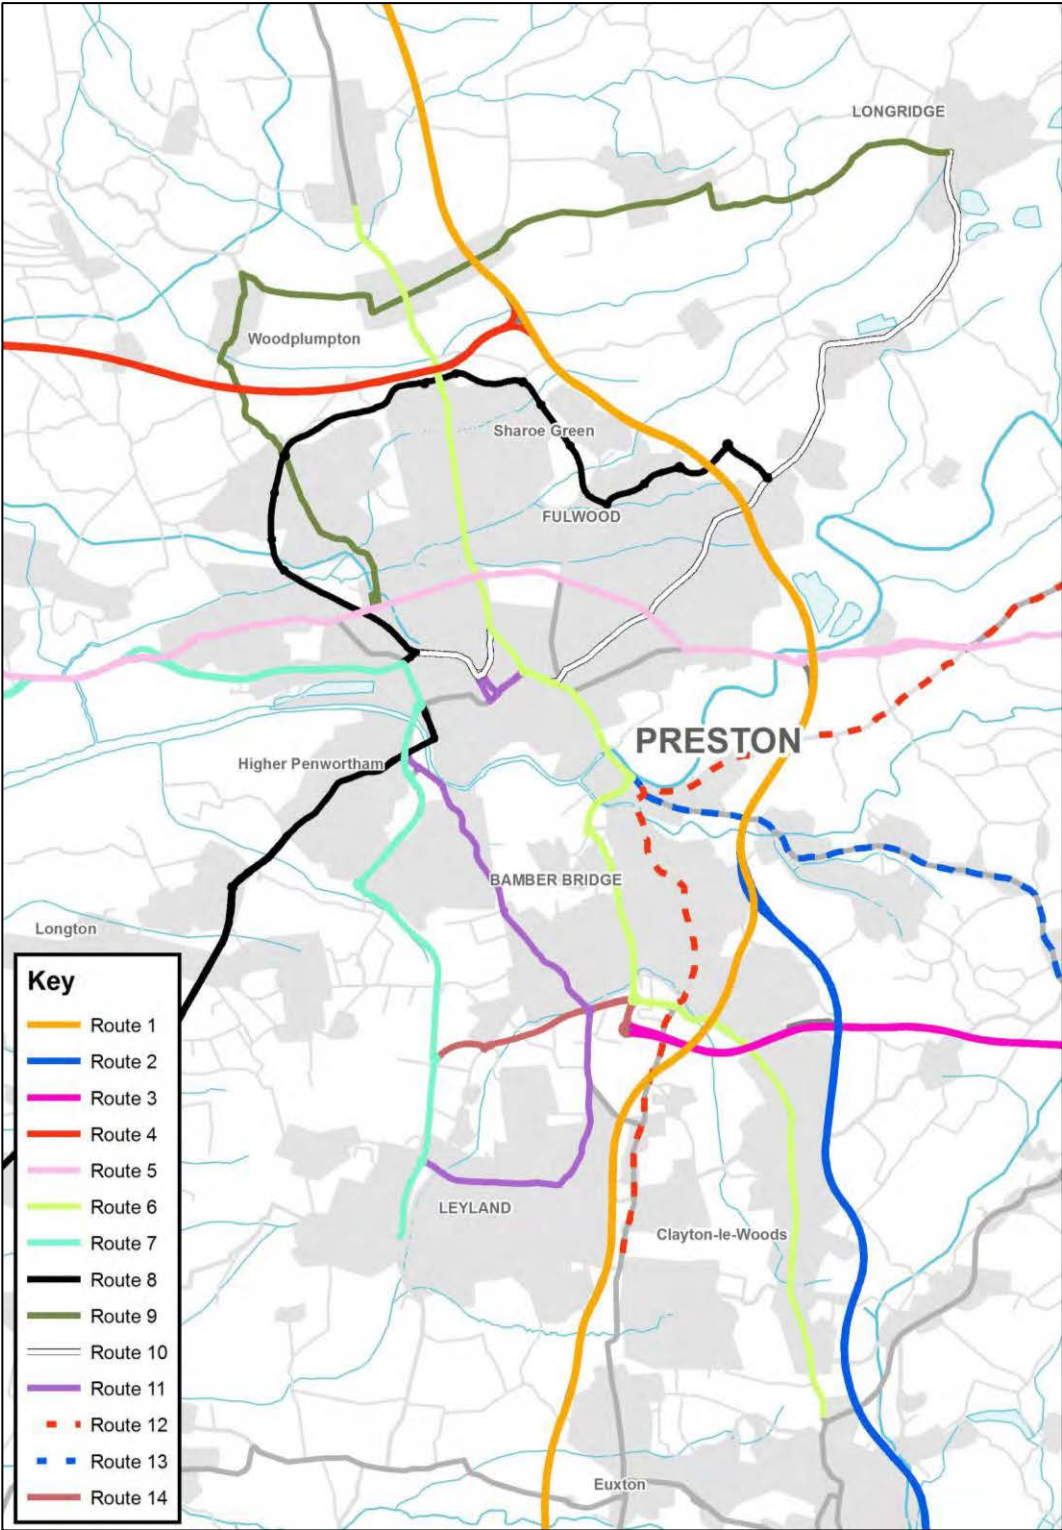 LONGRIDGE
Woodplumpton
Sharoe Green
FULWOOD
PRESTON
Higher Penwortham
BAMBER BRIDGE
Longton
Key
Route 1
Route 2
Route 3
Route 4
Route 5
Route 6
Route 7
Route 8
Route 9
Route 10
Route 11
Route 12
Route 13
Route 14
LEYLAND
Clayton-le-Woods
Euxton